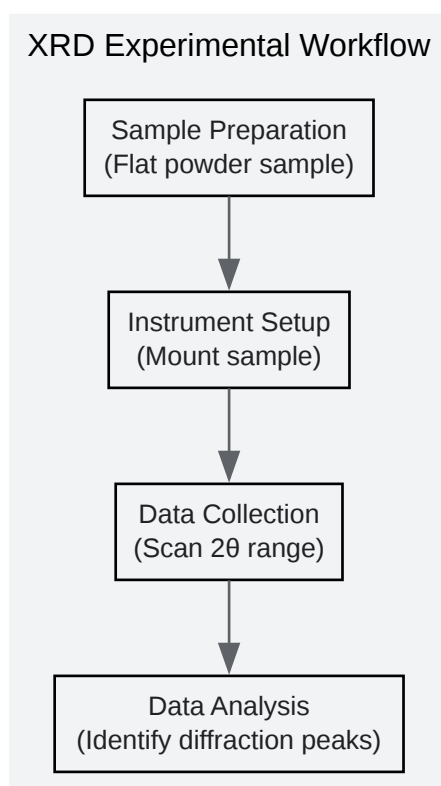 XRD Experimental Workflow
Sample Preparation
(Flat powder sample)
Instrument Setup
(Mount sample)
Data Collection
(Scan 2θ range)
Data Analysis
(Identify diffraction peaks)